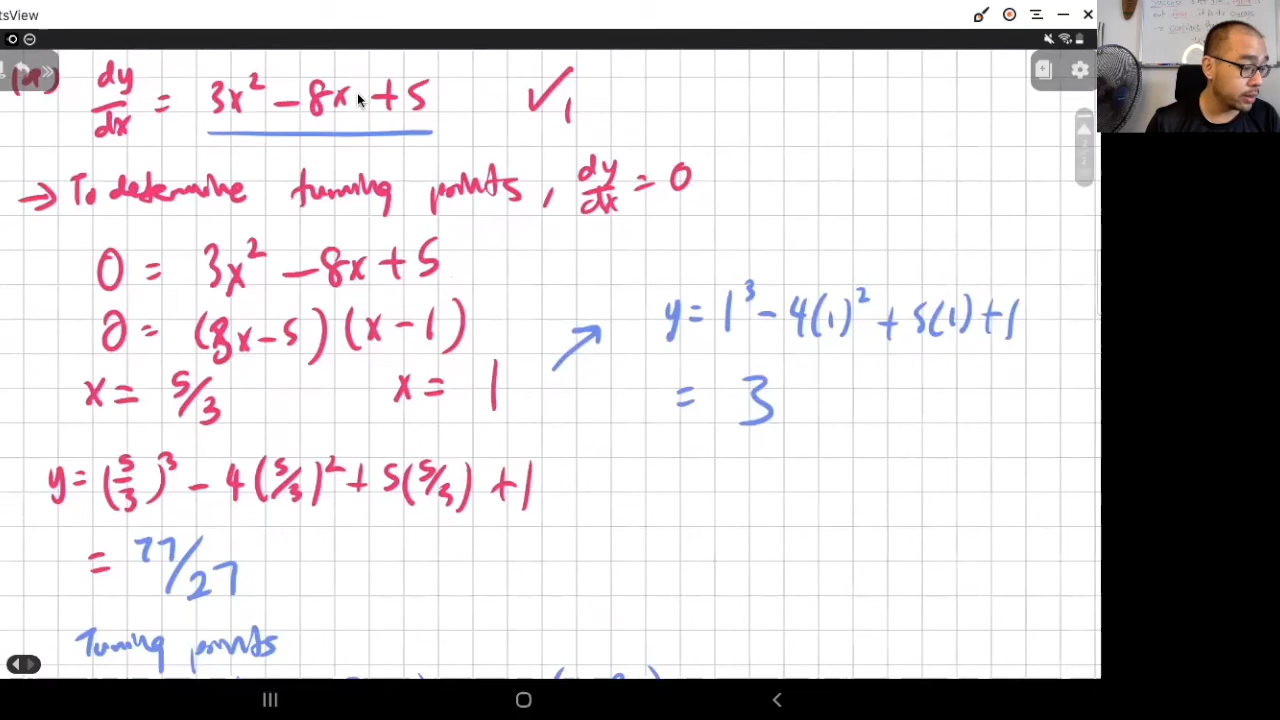 tsView
(a) dy/dx = 3x² - 8x + 5 ✓1
→ To determine turning points, dy/dx = 0
0 = 3x² - 8x + 5
0 = (3x - 5)(x - 1)
x = 5/3 x = 1
y = 1³ - 4(1)² + 5(1) + 1
= 3
y = (5/3)³ - 4(5/3)² + 5(5/3) + 1
= 77/27
Turning points